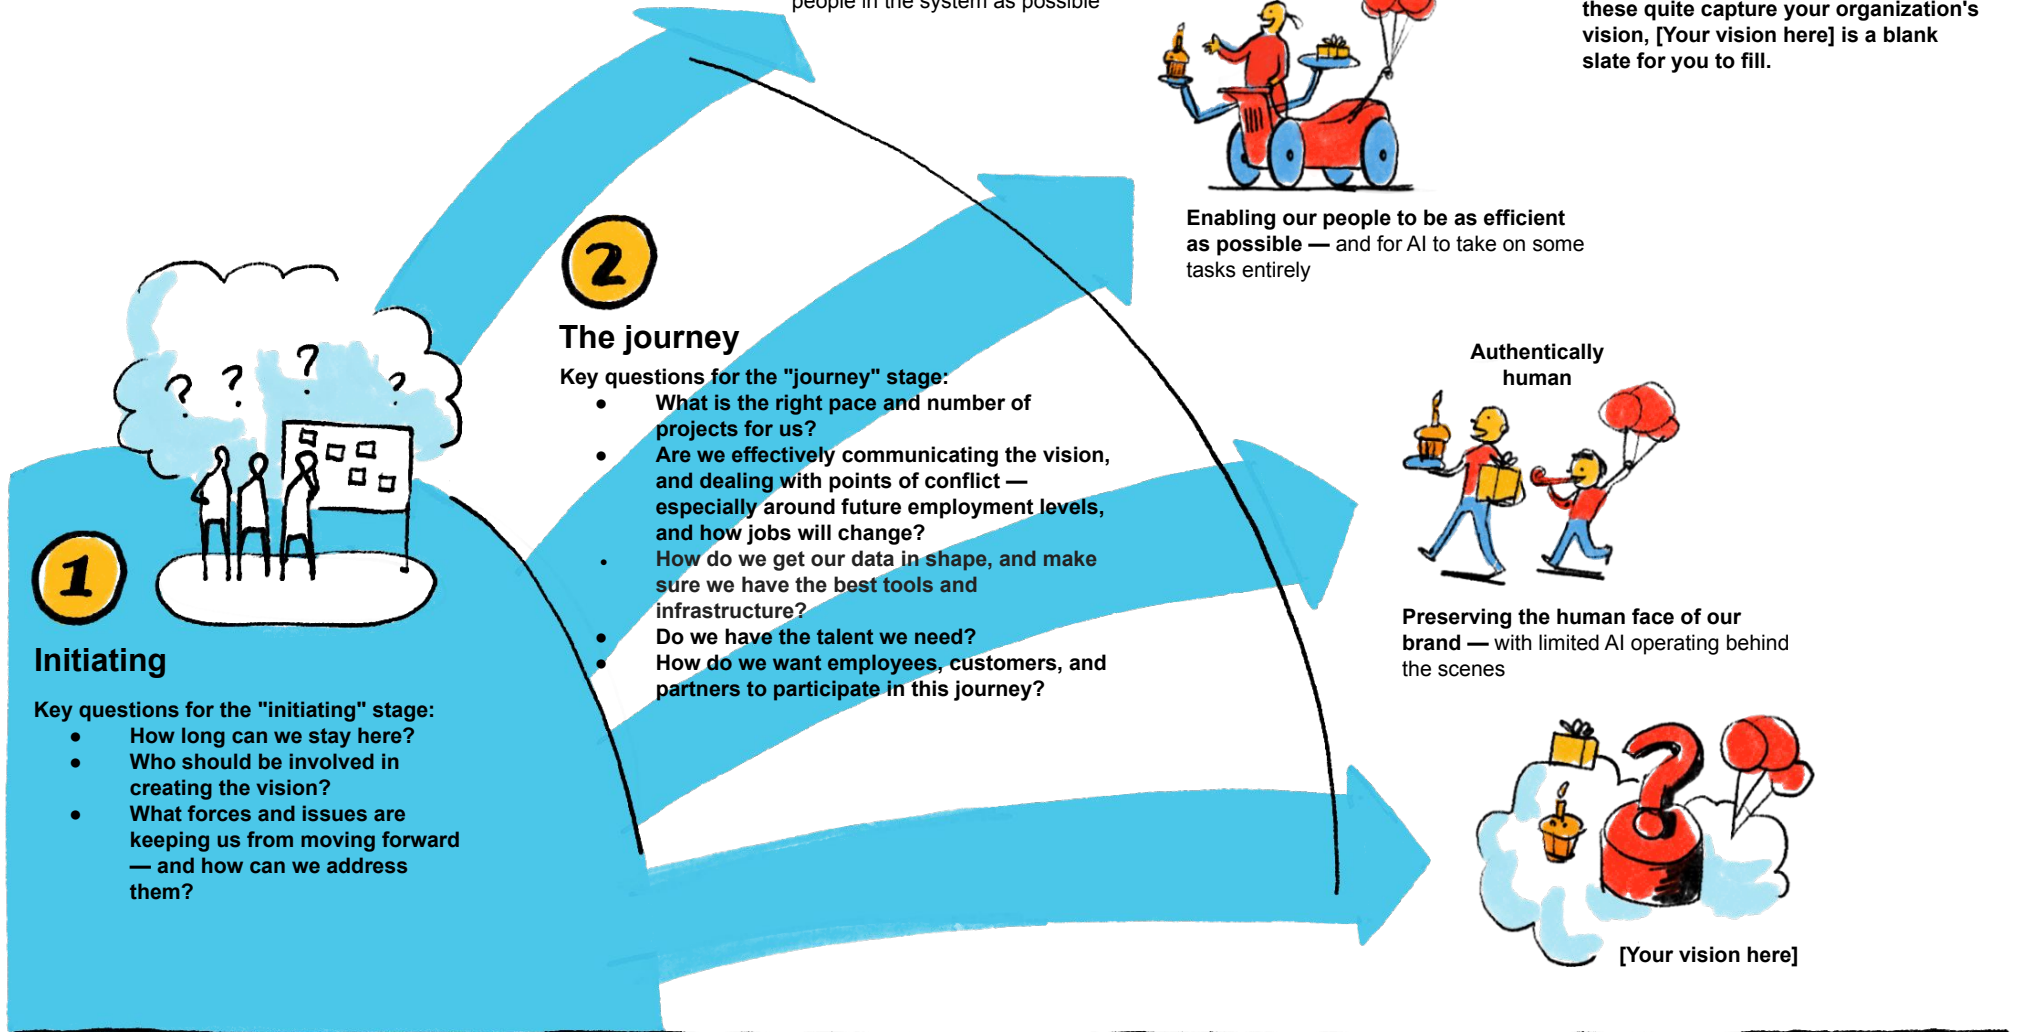 people in the system as possible
these quite capture your organization's
vision, [Your vision here] is a blank
slate for you to fill.
Enabling our people to be as efficient
as possible — and for AI to take on some
tasks entirely
2
The journey
Key questions for the "journey" stage:
● What is the right pace and number of
projects for us?
● Are we effectively communicating the vision,
and dealing with points of conflict —
especially around future employment levels,
and how jobs will change?
● How do we get our data in shape, and make
sure we have the best tools and
infrastructure?
● Do we have the talent we need?
● How do we want employees, customers, and
partners to participate in this journey?
Authentically
human
Preserving the human face of our
brand — with limited AI operating behind
the scenes
? ? ? ?
1
Initiating
Key questions for the "initiating" stage:
● How long can we stay here?
● Who should be involved in
creating the vision?
● What forces and issues are
keeping us from moving forward
— and how can we address
them?
?
[Your vision here]